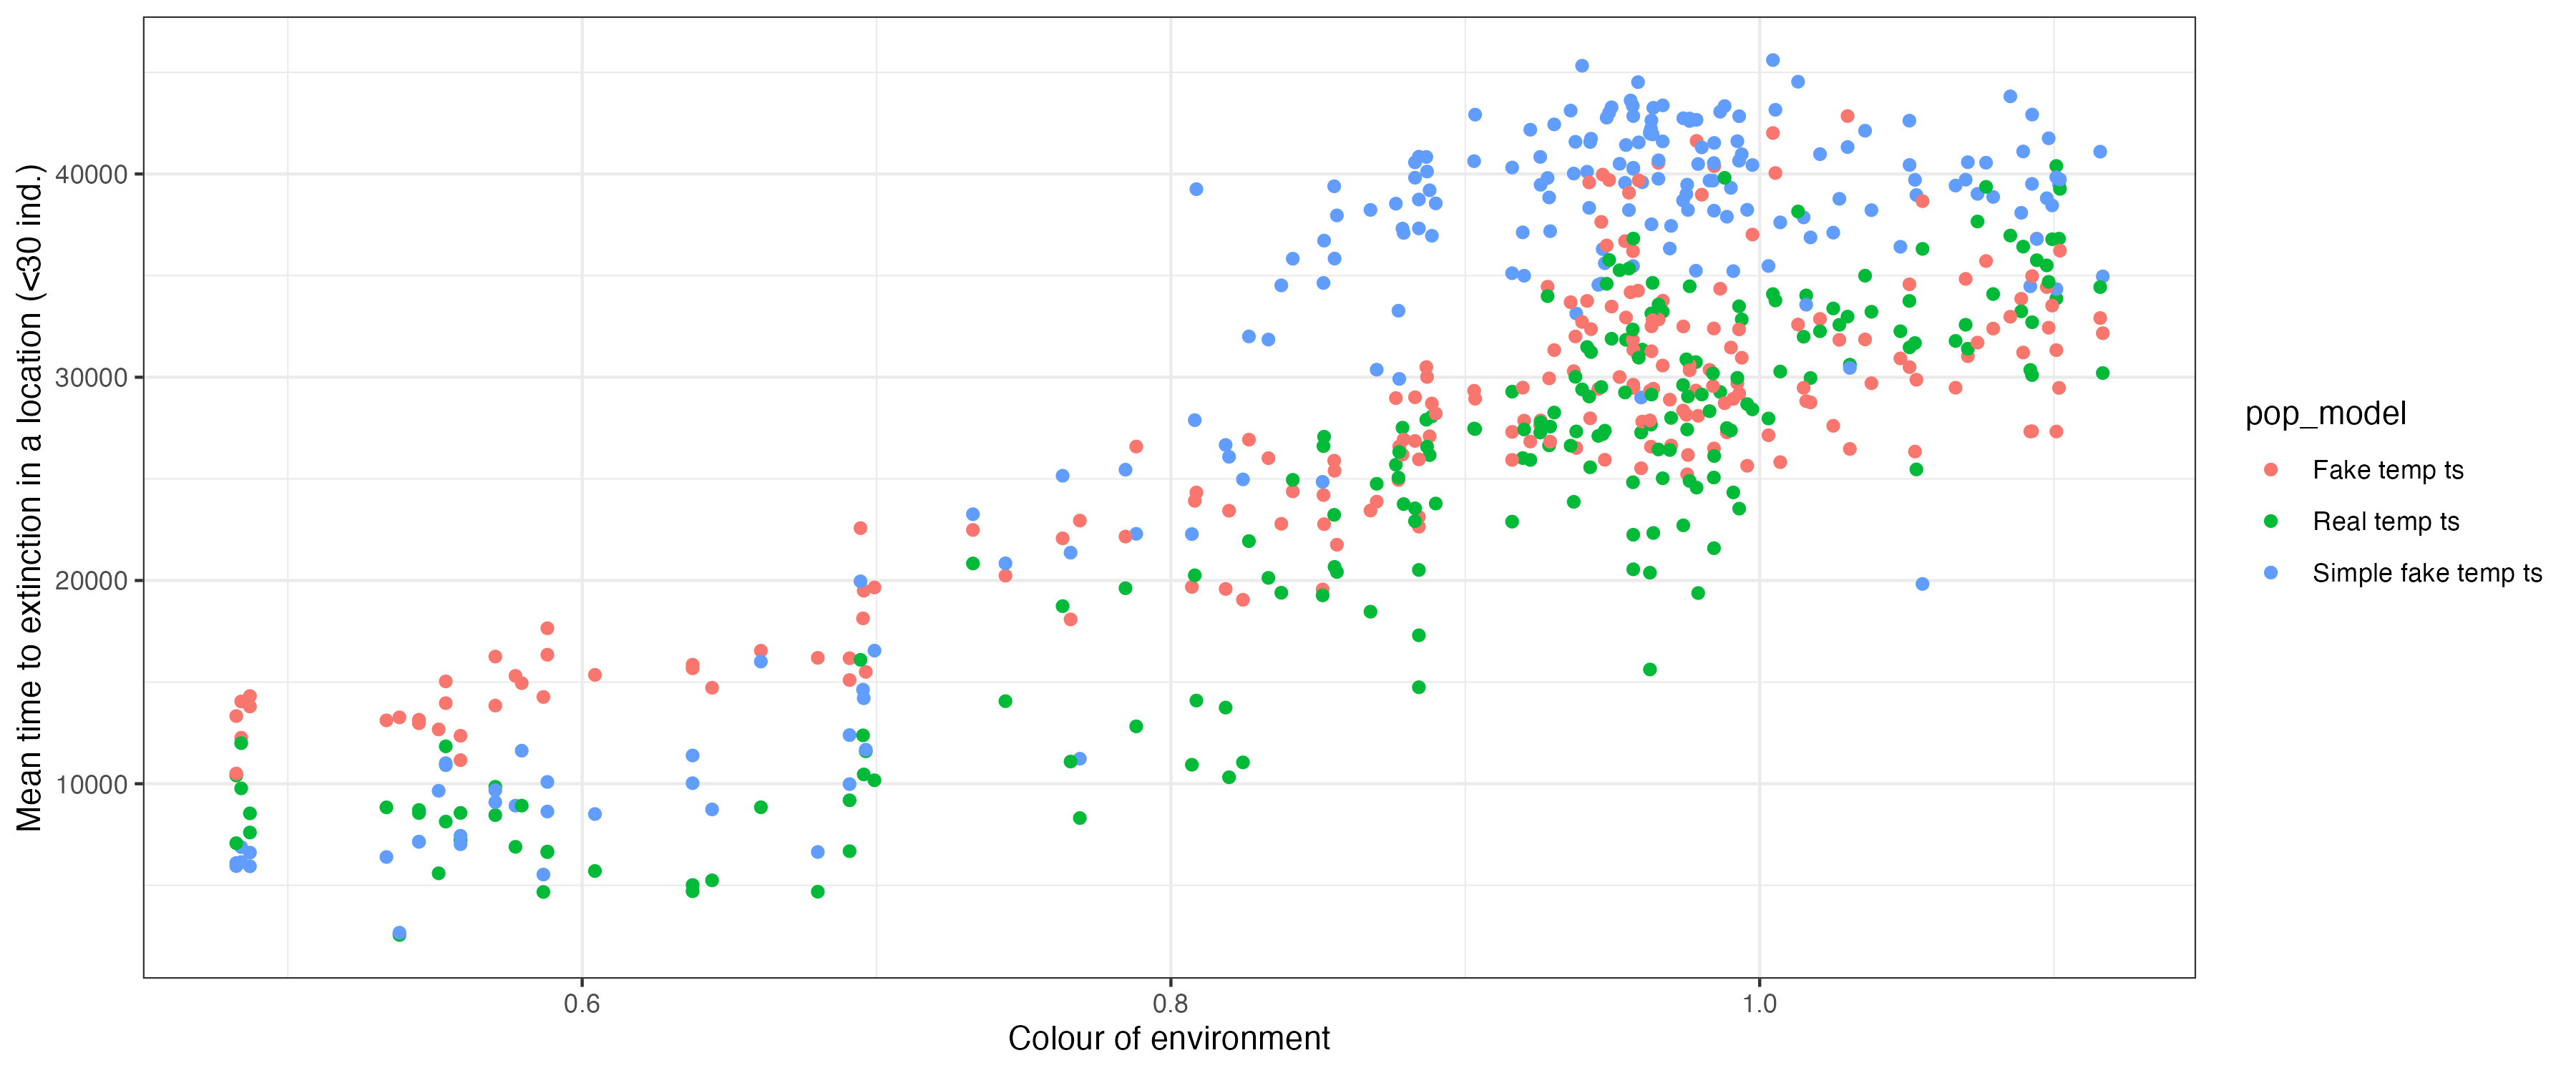 Mean time to extinction in a location (<30 ind.)
40000
30000
20000
10000
0.6
0.8
1.0
Colour of environment
pop_model
Fake temp ts
Real temp ts
Simple fake temp ts